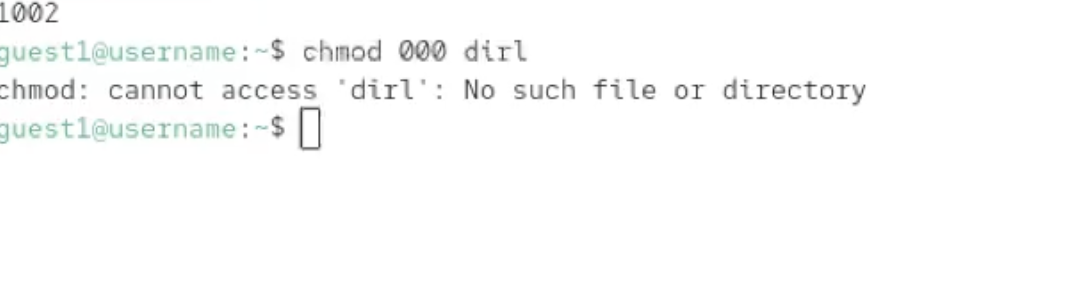 1002
guest1@username:~$ chmod 000 dirl
chmod: cannot access 'dirl': No such file or directory
guest1@username:~$